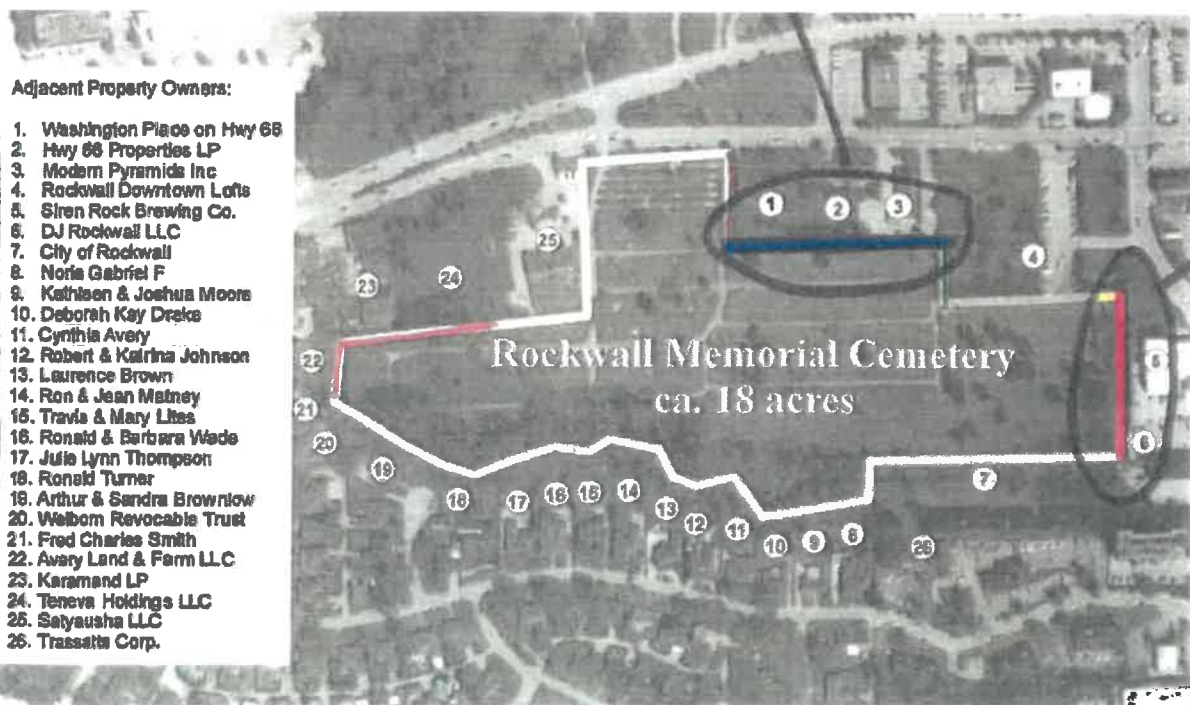 Adjacent Property Owners:
1. Washington Place on Hwy 66
2. Hwy 66 Properties LP
3. Modern Pyramids Inc
4. Rockwall Downtown Lofts
5. Siren Rock Brewing Co.
6. DJ Rockwall LLC
7. City of Rockwall
8. Gabriel F
9. Kathleen & Joshua Moore
10. Deborah Kay Drake
11. Cynthia Avery
12. Robert & Katrina Johnson
13. Laurence Brown
14. Ron & Jean Matney
15. Travis & Mary Lites
16. Ronald & Barbara Wade
17. Julie Lynn Thompson
18. Ronald Turner
19. Arthur & Sandra Brownlow
20. Welborn Revocable Trust
21. Fred Charles Smith
22. Avery Land & Farm LLC
23. Karamand LP
24. Teneva Holdings LLC
25. Satyausha LLC
26. Corp.
1
2
3
25
4
24
23
Rockwall Memorial Cemetery
ca. 18 acres
22
5
21
20
6
19
7
18
17
16
15
14
13
12
11
10
9
8
26